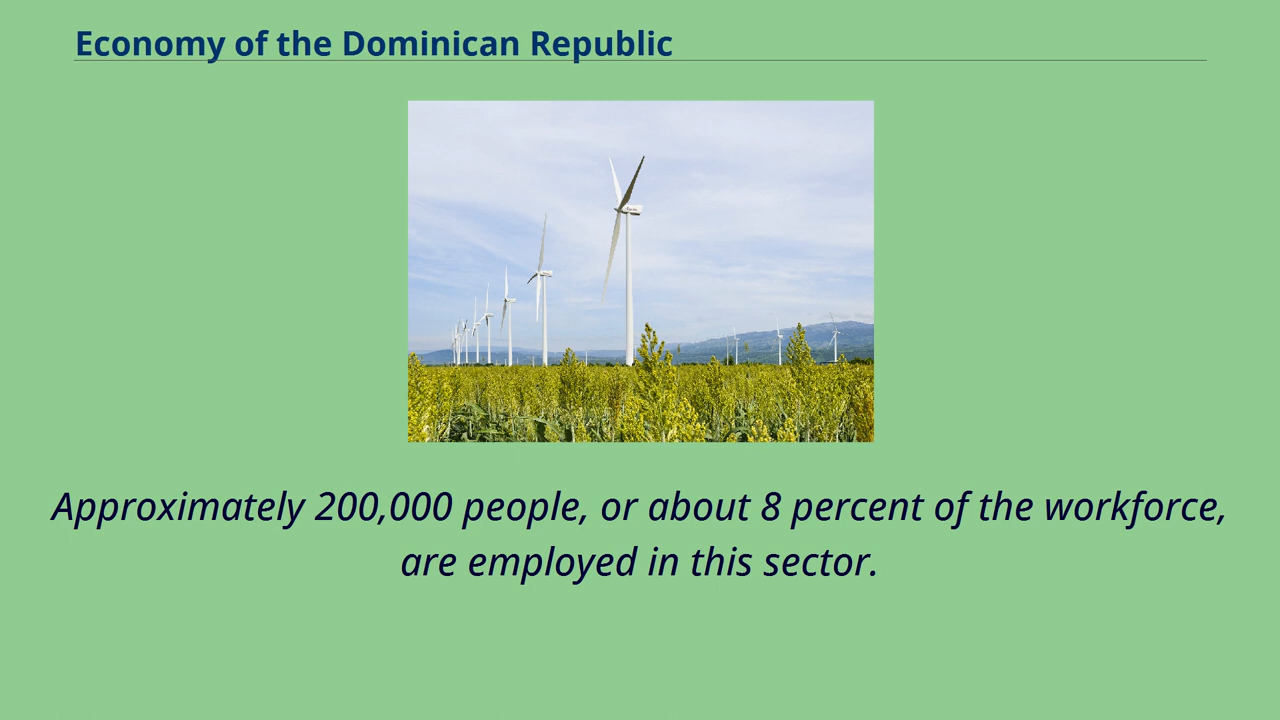 Economy of the Dominican Republic
Approximately 200,000 people, or about 8 percent of the workforce,
are employed in this sector.